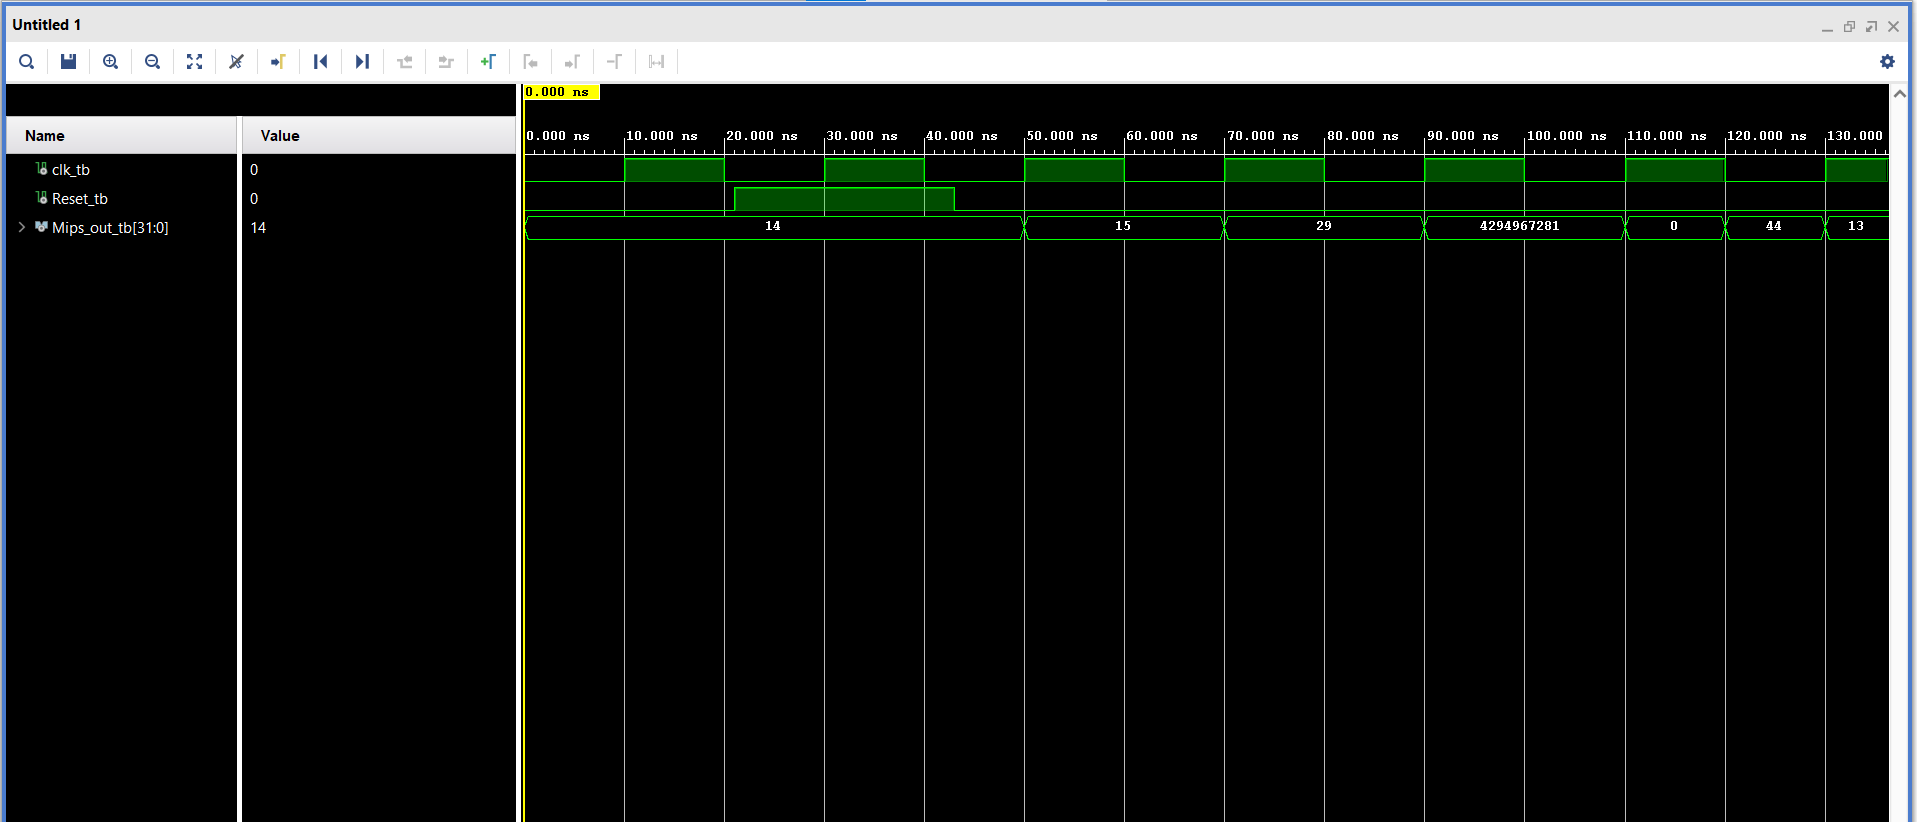 Untitled 1
0.000 ns
Name Value
0.000 ns 10.000 ns 20.000 ns 30.000 ns 40.000 ns 50.000 ns 60.000 ns 70.000 ns 80.000 ns 90.000 ns 100.000 ns 110.000 ns 120.000 ns 130.000
clk_tb 0
Reset_tb 0
Mips_out_tb[31:0] 14 14 15 29 4294967281 0 44 13